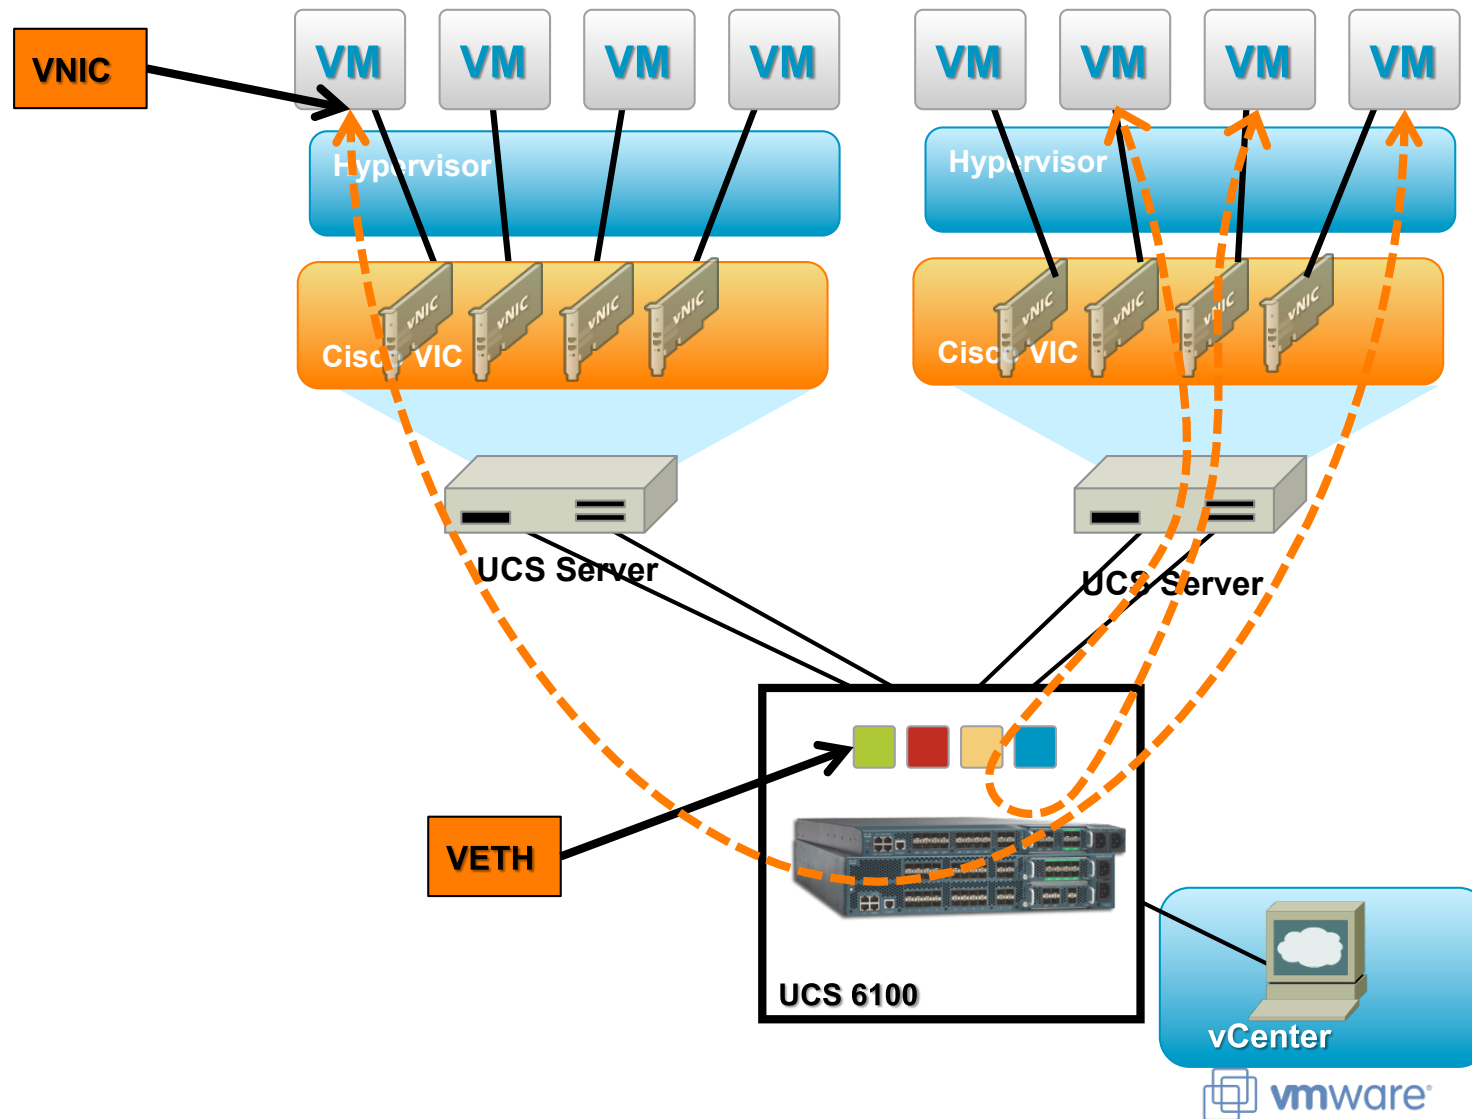 VNIC
VM VM VM VM
VM VM VM VM
Hypervisor
Hypervisor
vNIC vNIC vNIC vNIC
vNIC vNIC vNIC vNIC
Cisco VIC
Cisco VIC
UCS Server
UCS Server
VETH
UCS 6100
vCenter
vmware®